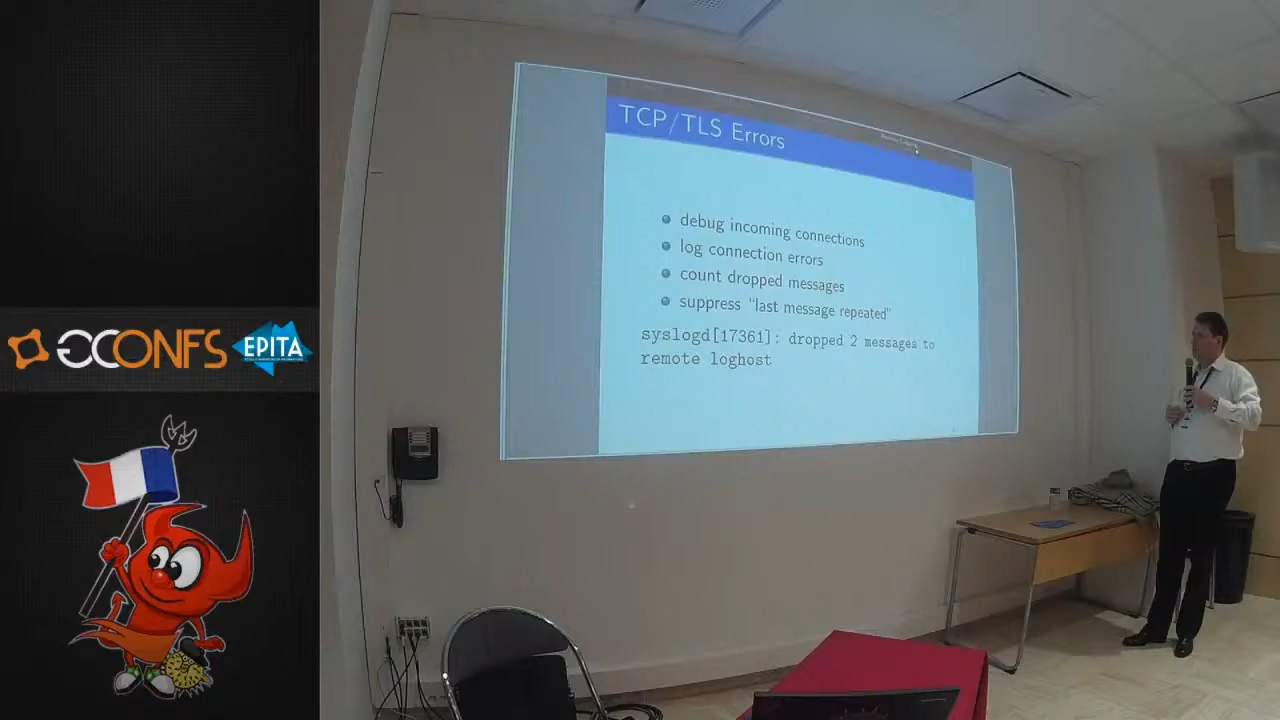 TCP/TLS Errors
debug incoming connections
log connection errors
count dropped messages
suppress "last message repeated"
syslogd[17361]: dropped 2 messages to
remote loghost
GCONFS
EPITA